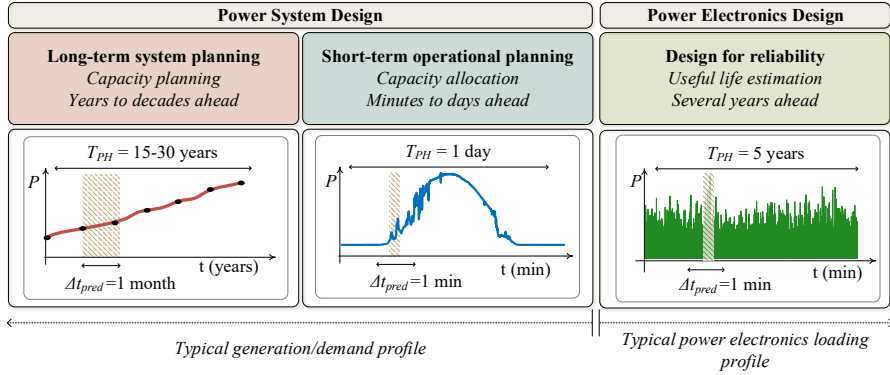 Power System Design
Power Electronics Design
Long-term system planning
Capacity planning
Years to decades ahead
Short-term operational planning
Capacity allocation
Minutes to days ahead
Design for reliability
Useful life estimation
Several years ahead
T_PH = 15-30 years
P
t (years)
Δt_pred=1 month
T_PH = 1 day
P
t (min)
Δt_pred=1 min
T_PH = 5 years
P
t (min)
Δt_pred=1 min
Typical generation/demand profile
Typical power electronics loading
profile